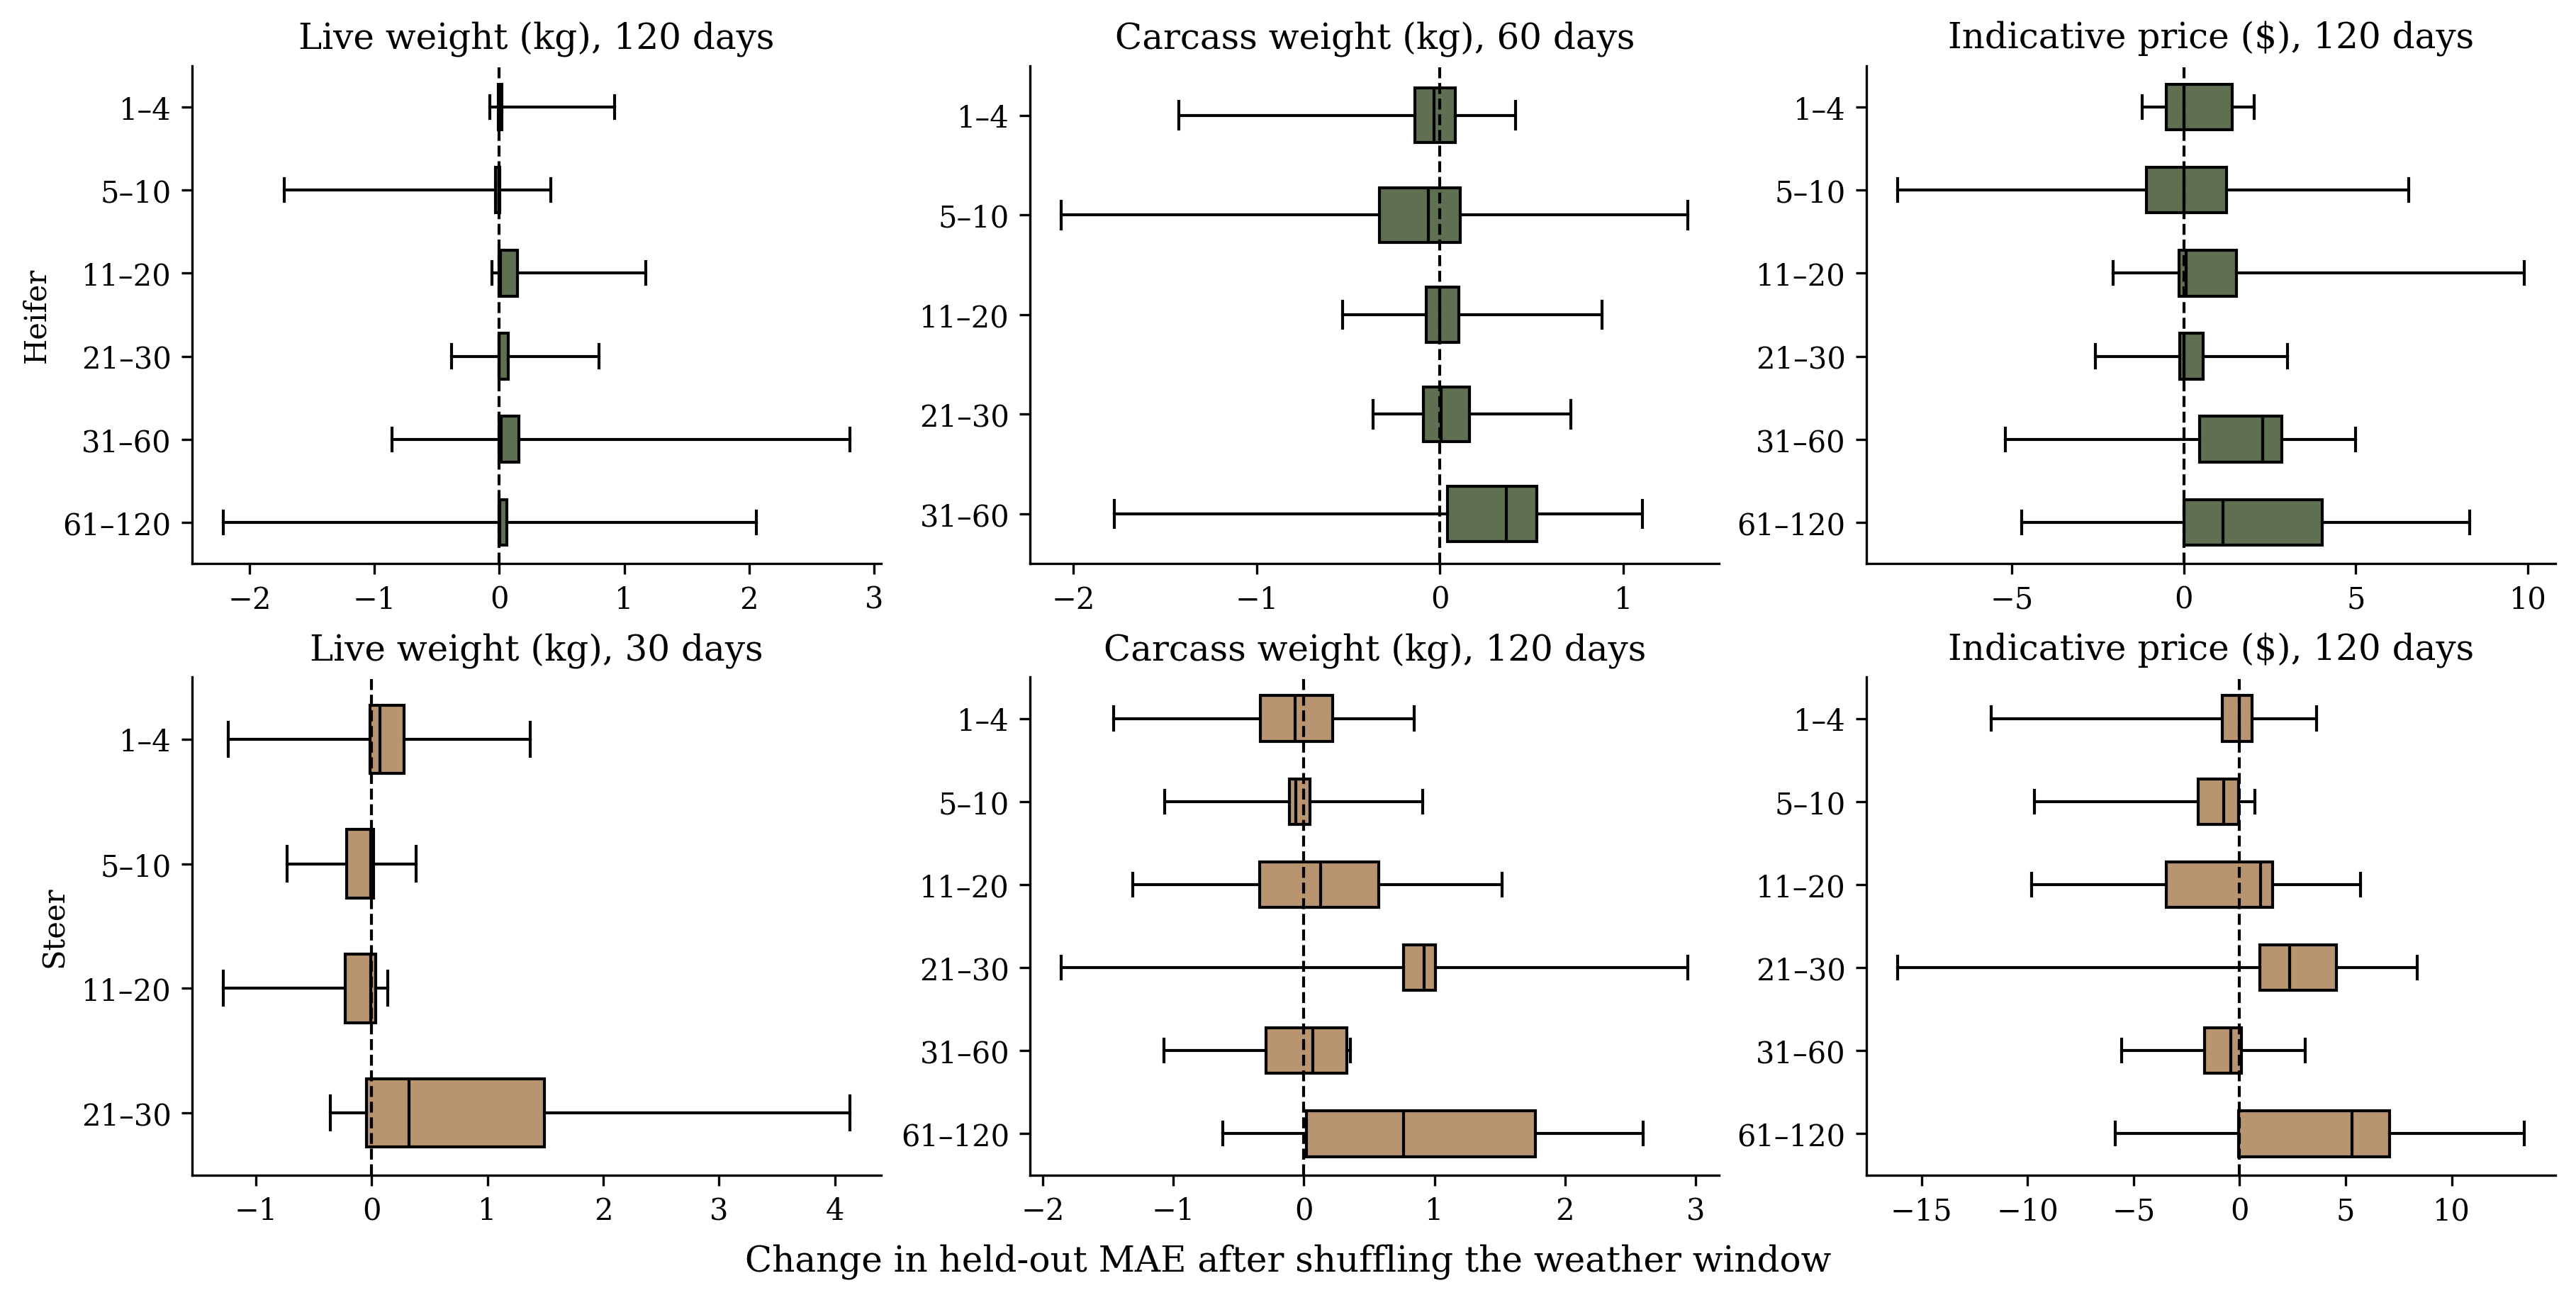 Live weight (kg), 120 days
Heifer
1–4
5–10
11–20
21–30
31–60
61–120
−2 −1 0 1 2 3
Carcass weight (kg), 60 days
1–4
5–10
11–20
21–30
31–60
−2 −1 0 1
Indicative price ($), 120 days
1–4
5–10
11–20
21–30
31–60
61–120
−5 0 5 10
Live weight (kg), 30 days
Steer
1–4
5–10
11–20
21–30
−1 0 1 2 3 4
Carcass weight (kg), 120 days
1–4
5–10
11–20
21–30
31–60
61–120
−2 −1 0 1 2 3
Indicative price ($), 120 days
1–4
5–10
11–20
21–30
31–60
61–120
−15 −10 −5 0 5 10
Change in held-out MAE after shuffling the weather window